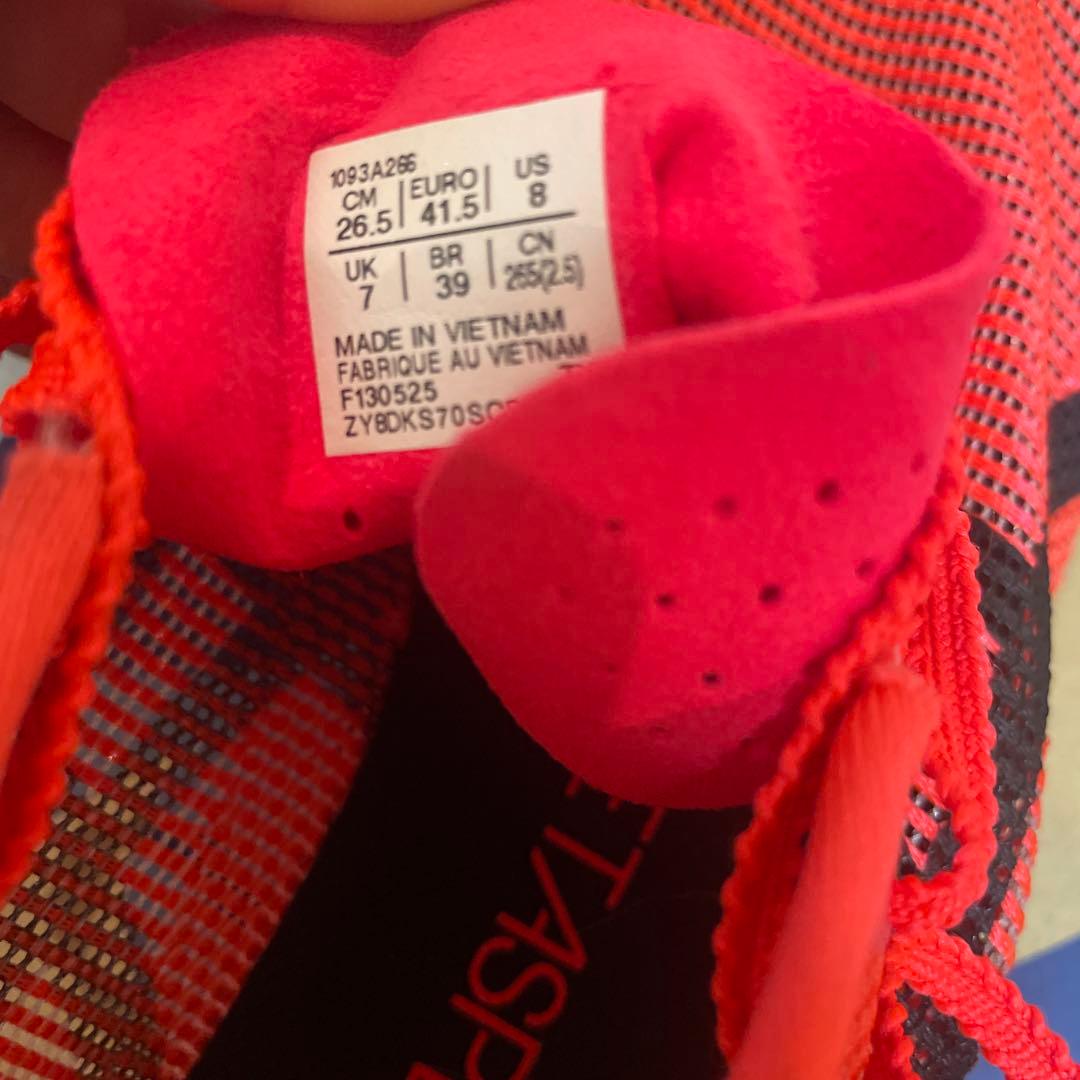 1093A266
CM EURO US
26.5 41.5 8
UK BR CN
7 39 265(2.5)
MADE IN VIETNAM
FABRIQUE AU VIETNAM
F130525